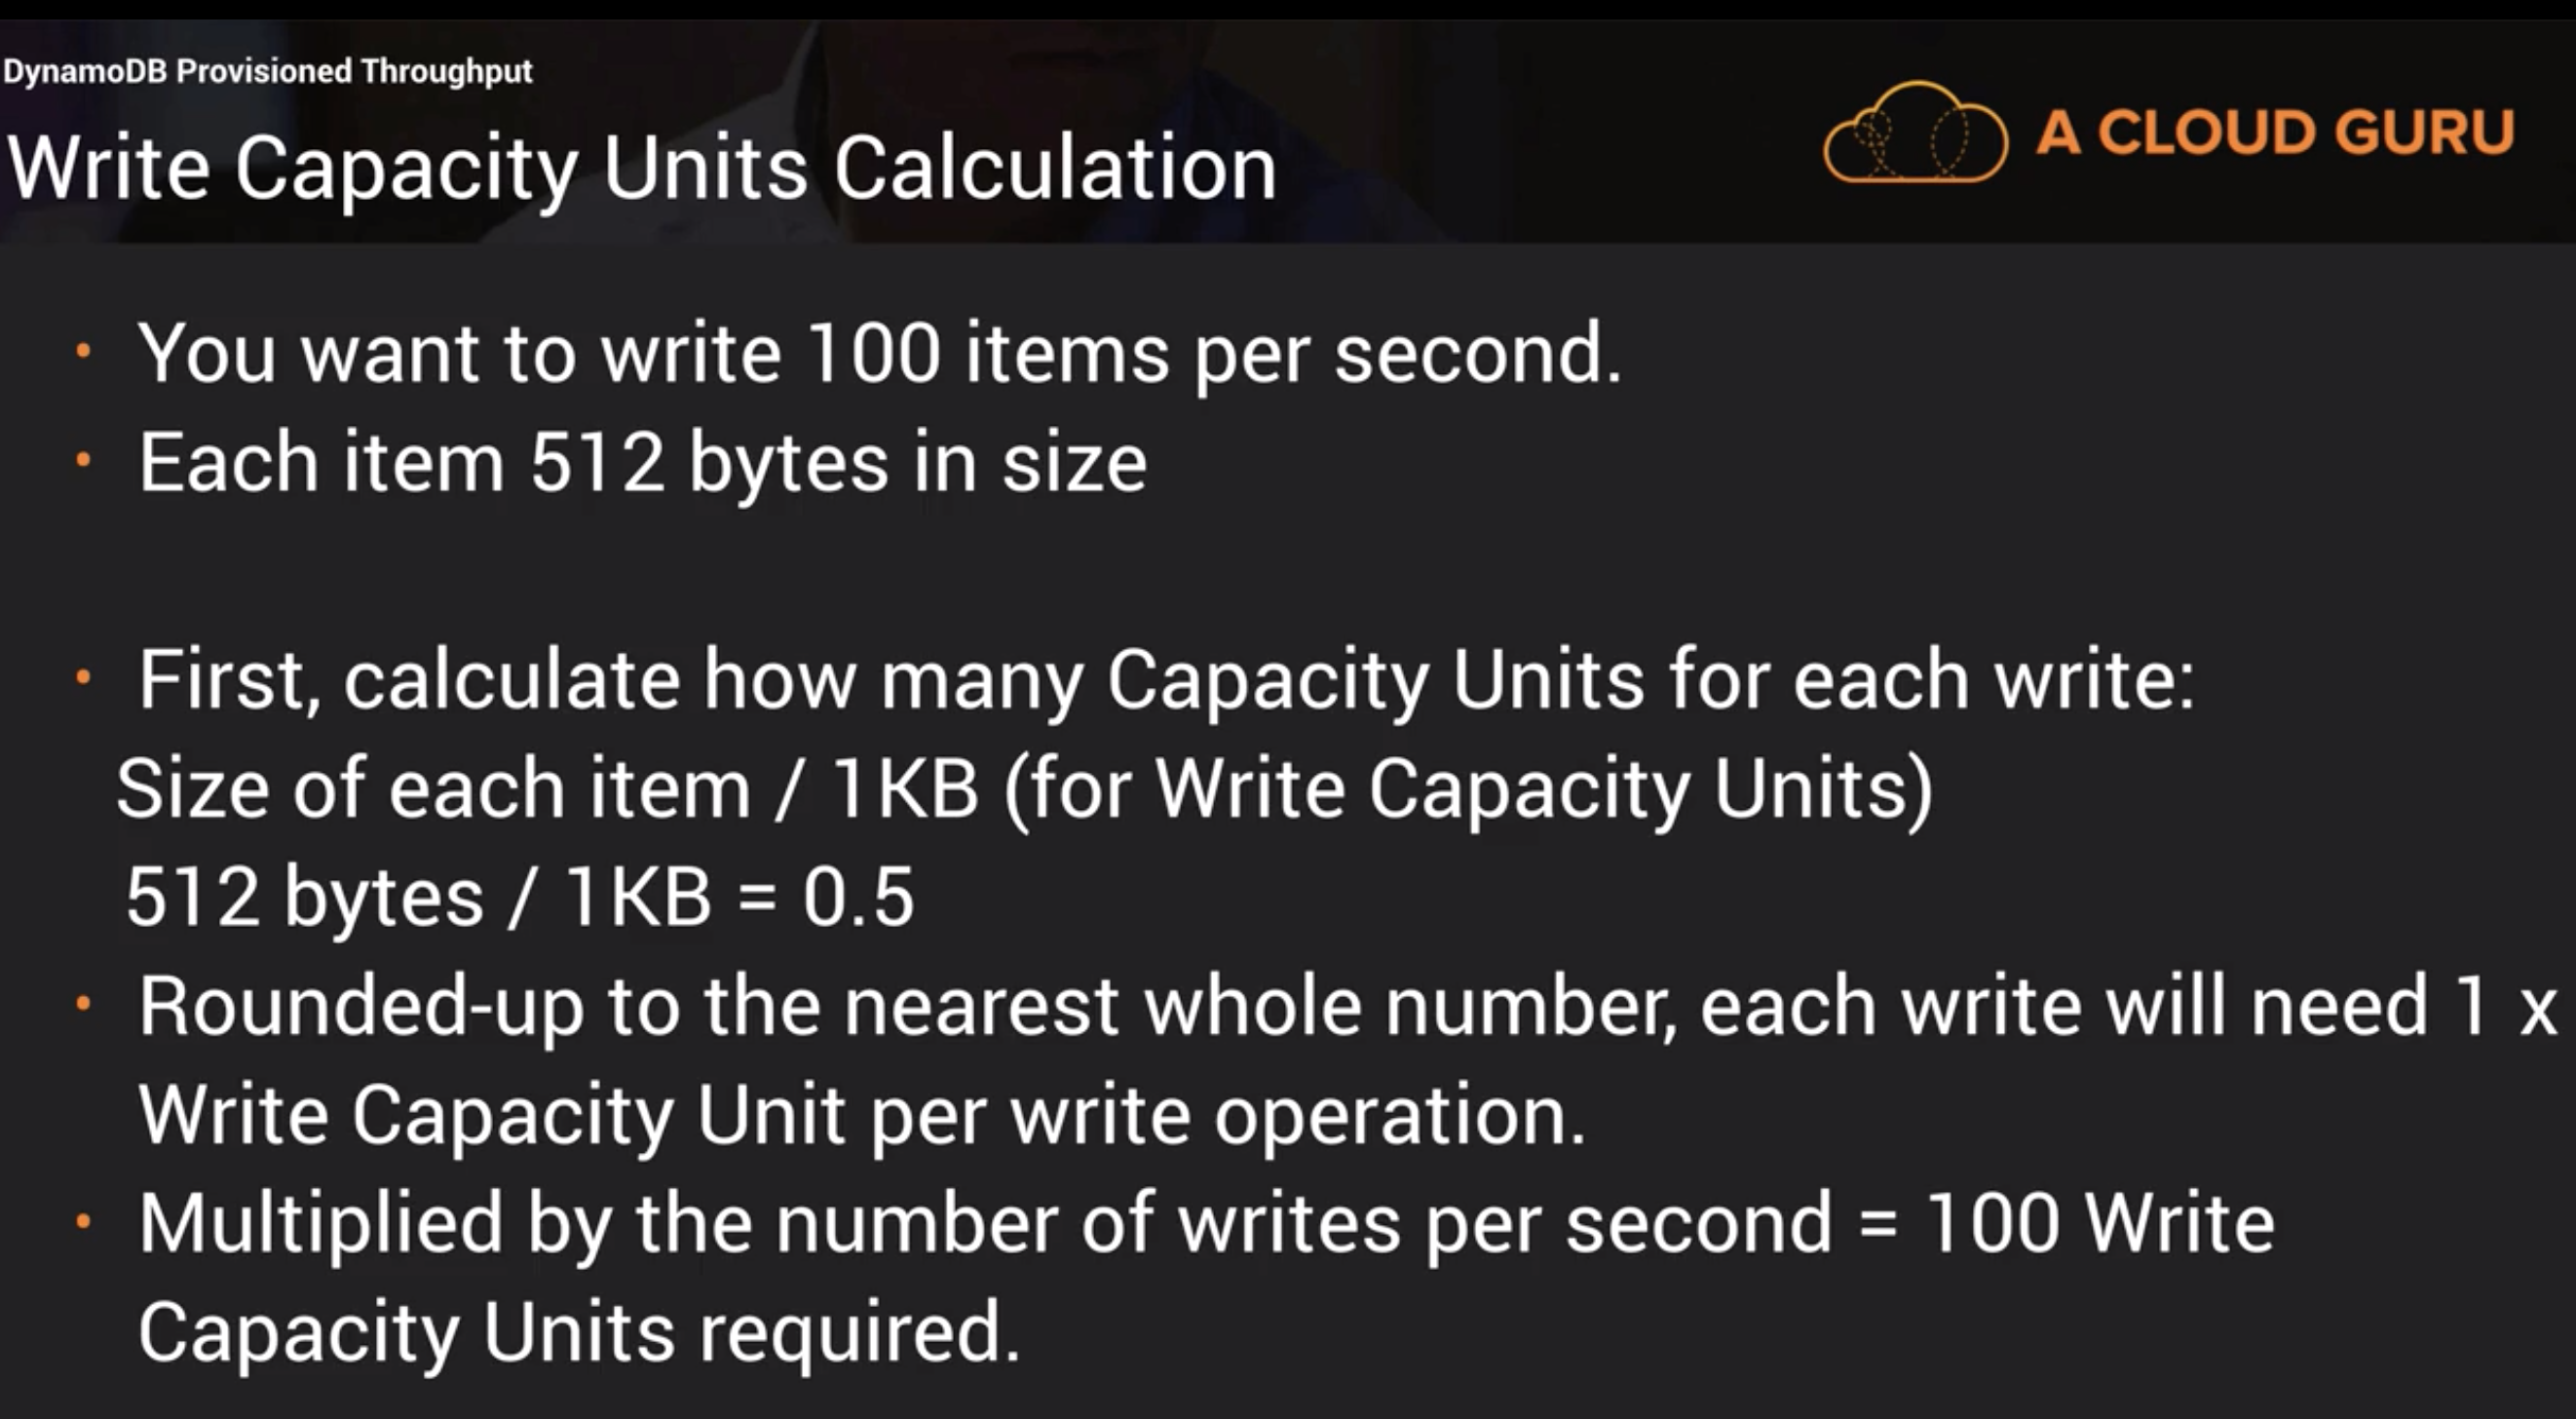 DynamoDB Provisioned Throughput
Write Capacity Units Calculation
A CLOUD GURU
• You want to write 100 items per second.
• Each item 512 bytes in size
• First, calculate how many Capacity Units for each write:
Size of each item / 1KB (for Write Capacity Units)
512 bytes / 1KB = 0.5
• Rounded-up to the nearest whole number, each write will need 1 x
Write Capacity Unit per write operation.
• Multiplied by the number of writes per second = 100 Write
Capacity Units required.